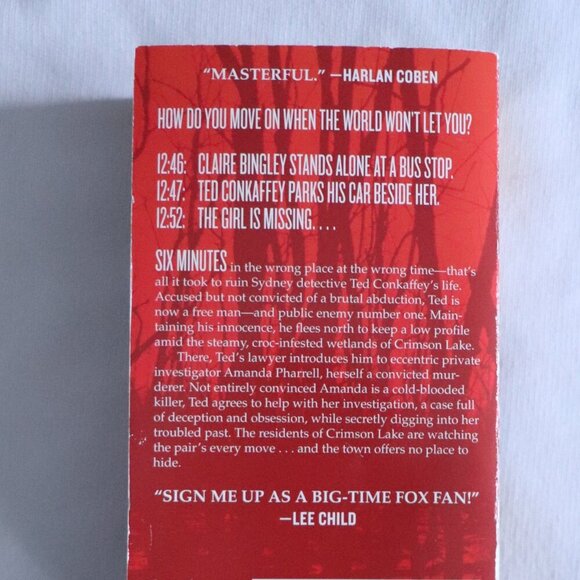 “MASTERFUL.” —HARLAN COBEN
HOW DO YOU MOVE ON WHEN THE WORLD WON'T LET YOU?
12:46: CLAIRE BINGLEY STANDS ALONE AT A BUS STOP.
12:47: TED CONKAFFEY PARKS HIS CAR BESIDE HER.
12:52: THE GIRL IS MISSING. . . .
SIX MINUTES in the wrong place at the wrong time—that's
all it took to ruin Sydney detective Ted Conkaffey's life.
Accused but not convicted of a brutal abduction, Ted is
now a free man—and public enemy number one. Main-
taining his innocence, he flees north to keep a low profile
amid the steamy, croc-infested wetlands of Crimson Lake.
There, Ted's lawyer introduces him to eccentric private
investigator Amanda Pharrell, herself a convicted mur-
derer. Not entirely convinced Amanda is a cold-blooded
killer, Ted agrees to help with her investigation, a case full
of deception and obsession, while secretly digging into her
troubled past. The residents of Crimson Lake are watching
the pair's every move . . . and the town offers no place to
hide.
“SIGN ME UP AS A BIG-TIME FOX FAN!”
—LEE CHILD